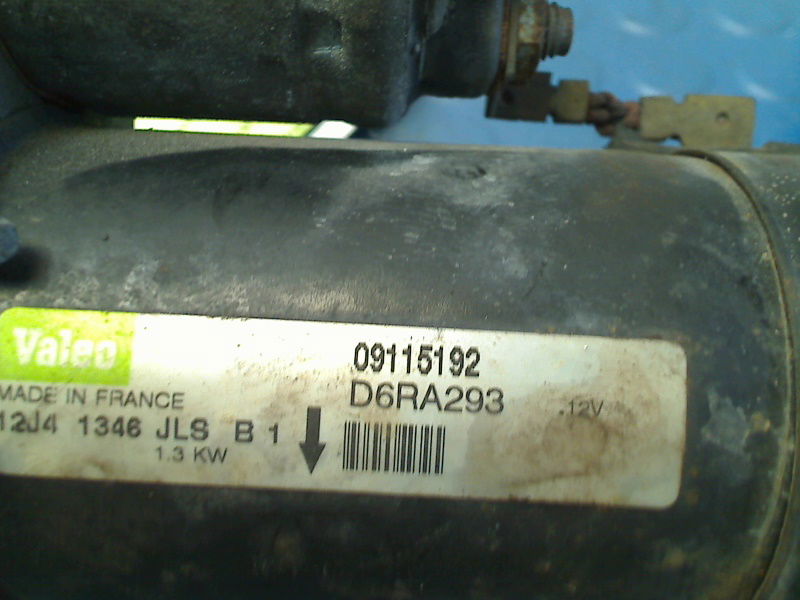 Valeo
09115192
MADE IN FRANCE
D6RA293
.12V
12J4 1346 JLS B 1
1.3 KW